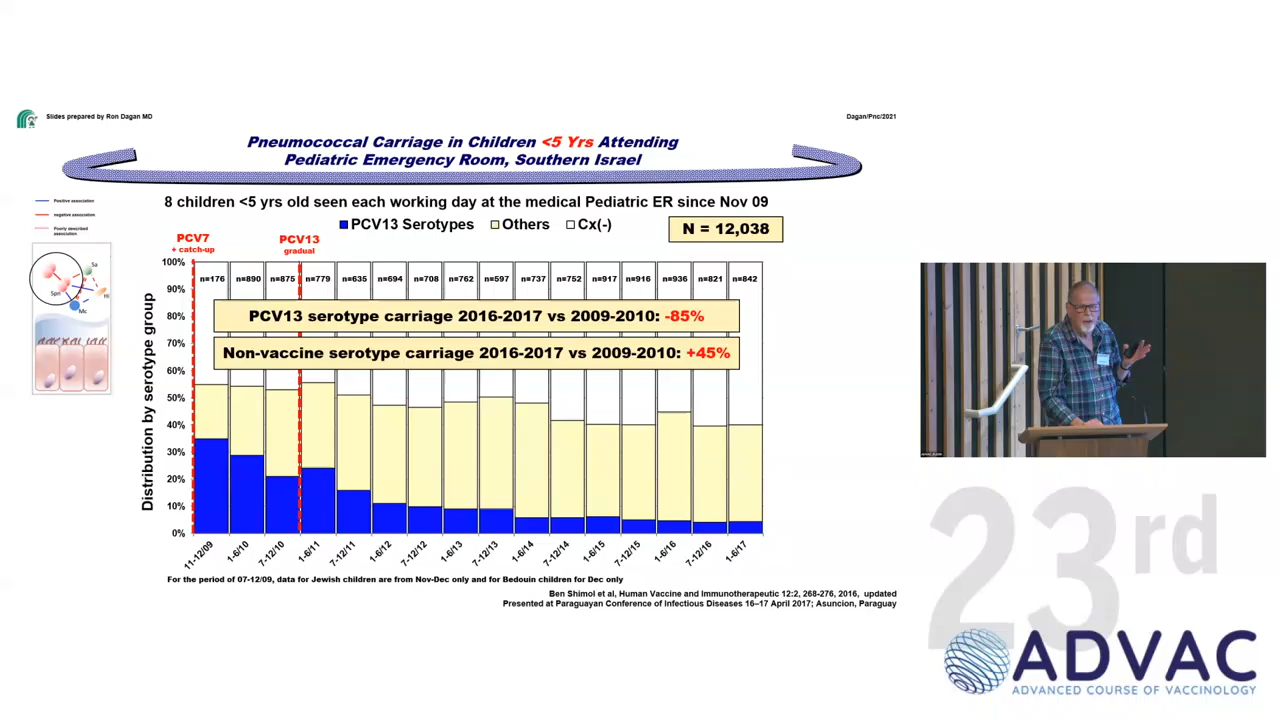 Slides prepared by Ron Dagan MD
Dagan/Pnc/2021
Pneumococcal Carriage in Children <5 Yrs Attending
Pediatric Emergency Room, Southern Israel
8 children <5 yrs old seen each working day at the medical Pediatric ER since Nov 09
Positive association
negative association
Poorly described
association
PCV13 Serotypes Others Cx(-)
N = 12,038
PCV7
+ catch-up
PCV13
gradual
Sa
Spn
Hi
Mc
Distribution by serotype group
100%
90%
80%
70%
60%
50%
40%
30%
20%
10%
0%
n=176 n=890 n=875 n=779 n=635 n=694 n=708 n=762 n=597 n=737 n=752 n=917 n=916 n=936 n=821 n=842
PCV13 serotype carriage 2016-2017 vs 2009-2010: -85%
Non-vaccine serotype carriage 2016-2017 vs 2009-2010: +45%
11-12/09 1-6/10 7-12/10 1-6/11 7-12/11 1-6/12 7-12/12 1-6/13 7-12/13 1-6/14 7-12/14 1-6/15 7-12/15 1-6/16 7-12/16 1-6/17
For the period of 07-12/09, data for Jewish children are from Nov-Dec only and for Bedouin children for Dec only
Ben Shimol et al, Human Vaccine and Immunotherapeutic 12:2, 268-276, 2016, updated
Presented at Paraguayan Conference of Infectious Diseases 16–17 April 2017; Asuncion, Paraguay
23rd
ADVAC
ADVANCED COURSE OF VACCINOLOGY